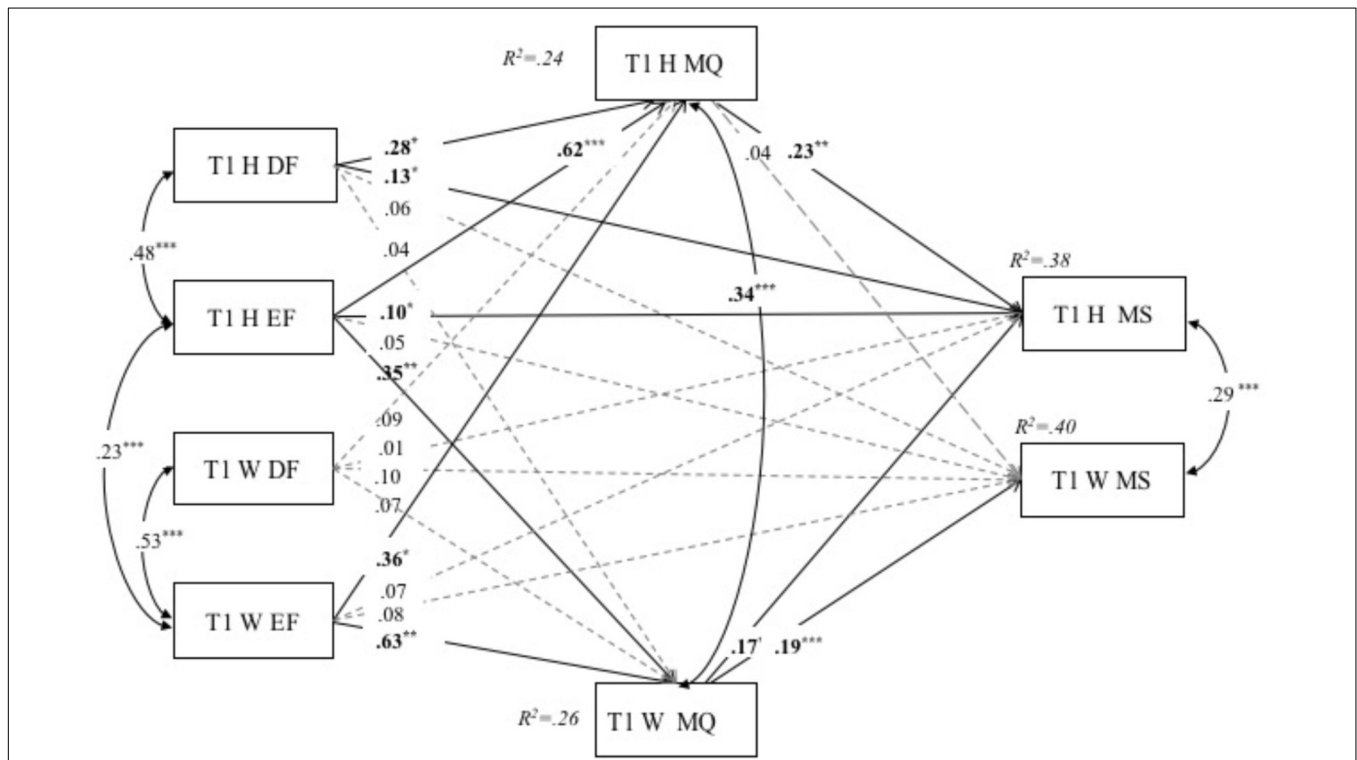 R²=.24
T1 H MQ
T1 H DF
.28*
.62***
.04
.23**
.13*
.06
.48***
.04
R²=.38
T1 H EF
.10*
.34***
T1 H MS
.05
.35**
.29***
.09
R²=.40
.23***
.01
T1 W DF
.10
T1 W MS
.07
.53***
.36*
.07
T1 W EF
.08
.63**
.17
.19***
R²=.26
T1 W MQ